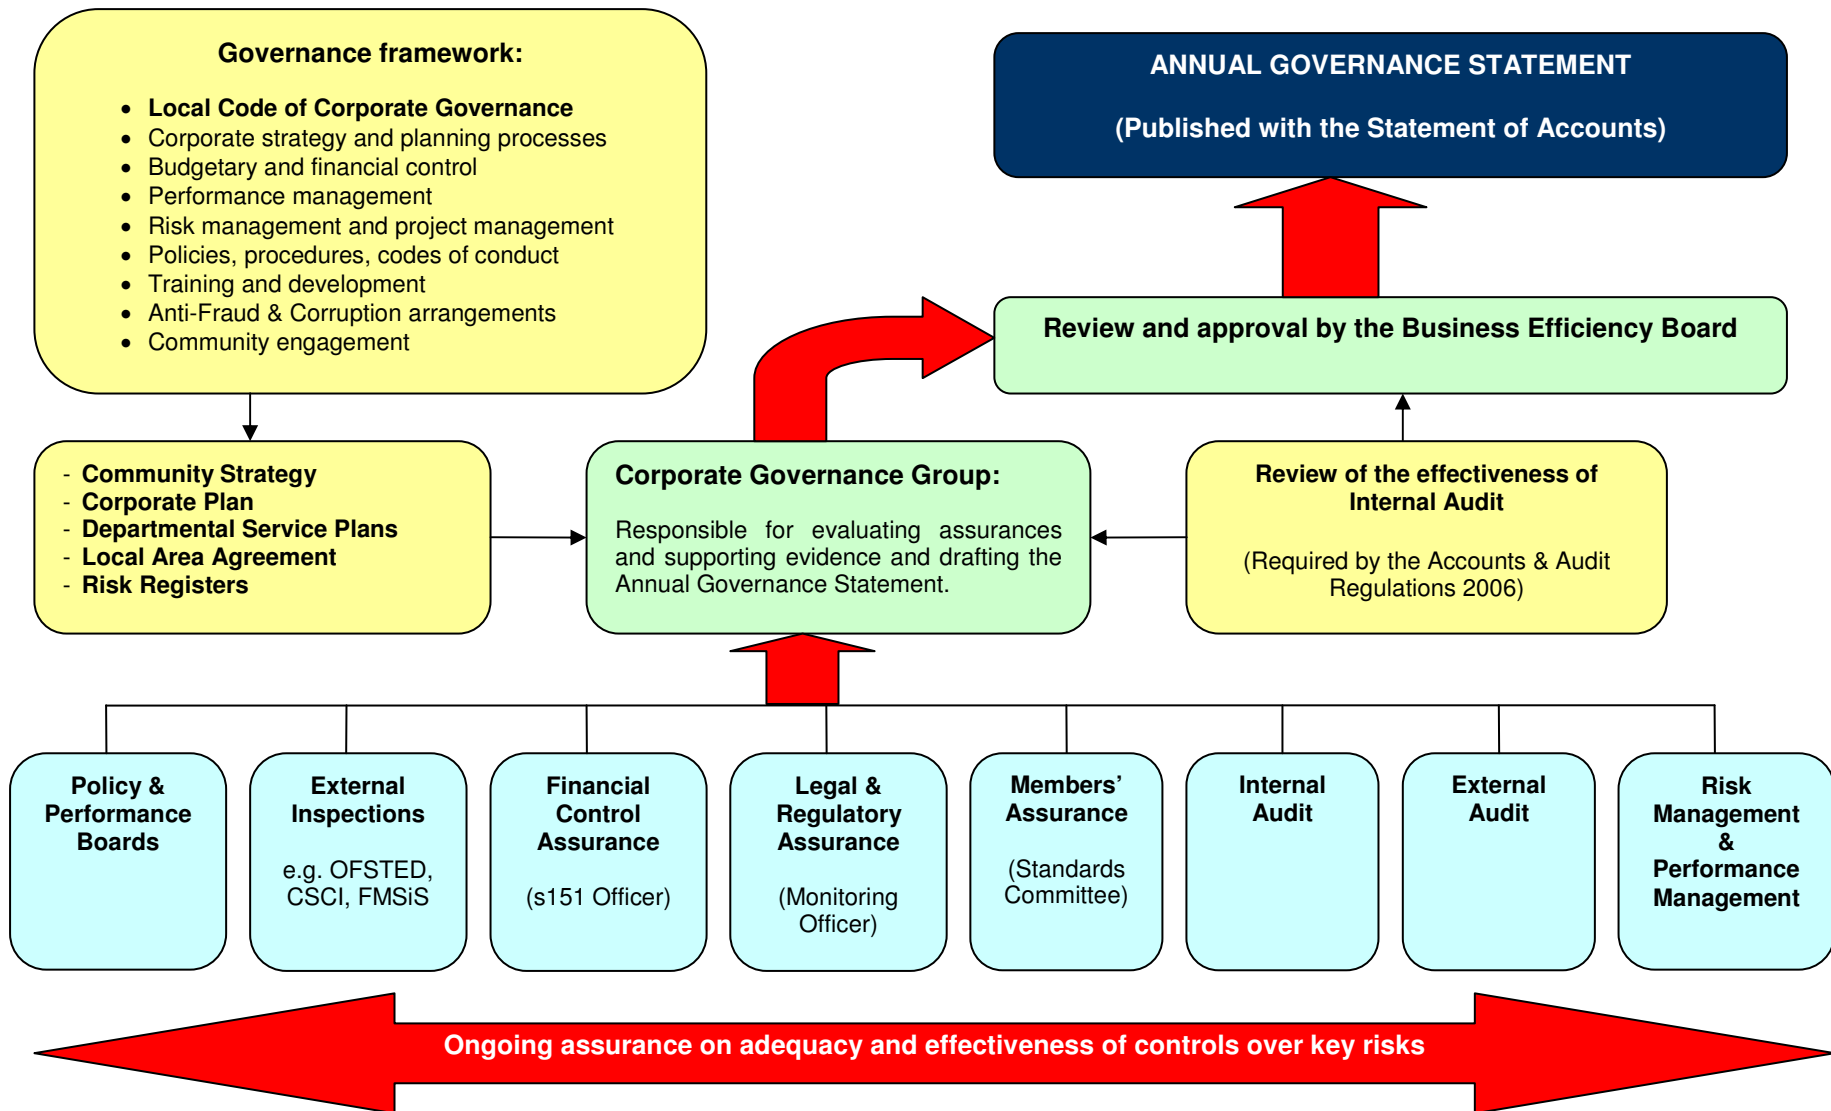 Governance framework:
• Local Code of Corporate Governance
• Corporate strategy and planning processes
• Budgetary and financial control
• Performance management
• Risk management and project management
• Policies, procedures, codes of conduct
• Training and development
• Anti-Fraud & Corruption arrangements
• Community engagement
ANNUAL GOVERNANCE STATEMENT
(Published with the Statement of Accounts)
Review and approval by the Business Efficiency Board
- Community Strategy
- Corporate Plan
- Departmental Service Plans
- Local Area Agreement
- Risk Registers
Corporate Governance Group:
Responsible for evaluating assurances
and supporting evidence and drafting the
Annual Governance Statement.
Review of the effectiveness of
Internal Audit
(Required by the Accounts & Audit
Regulations 2006)
Policy &
Performance
Boards
External
Inspections
e.g. OFSTED,
CSCI, FMSiS
Financial
Control
Assurance
(s151 Officer)
Legal &
Regulatory
Assurance
(Monitoring
Officer)
Members’
Assurance
(Standards
Committee)
Internal
Audit
External
Audit
Risk
Management
&
Performance
Management
Ongoing assurance on adequacy and effectiveness of controls over key risks